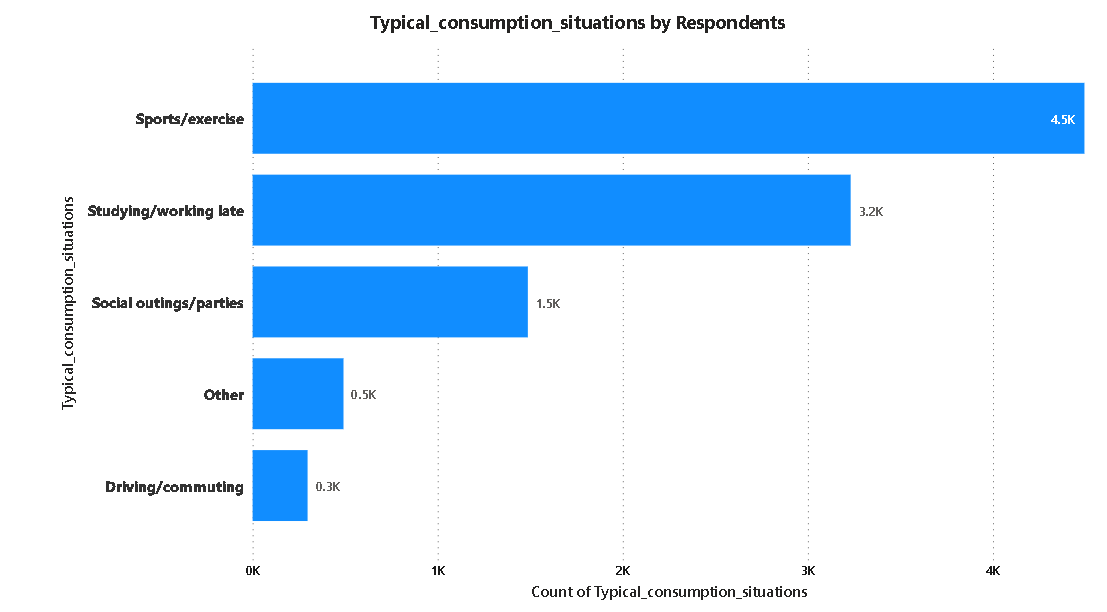 Typical_consumption_situations by Respondents
Typical_consumption_situations
Sports/exercise
4.5K
Studying/working late
3.2K
Social outings/parties
1.5K
Other
0.5K
Driving/commuting
0.3K
0K 1K 2K 3K 4K
Count of Typical_consumption_situations